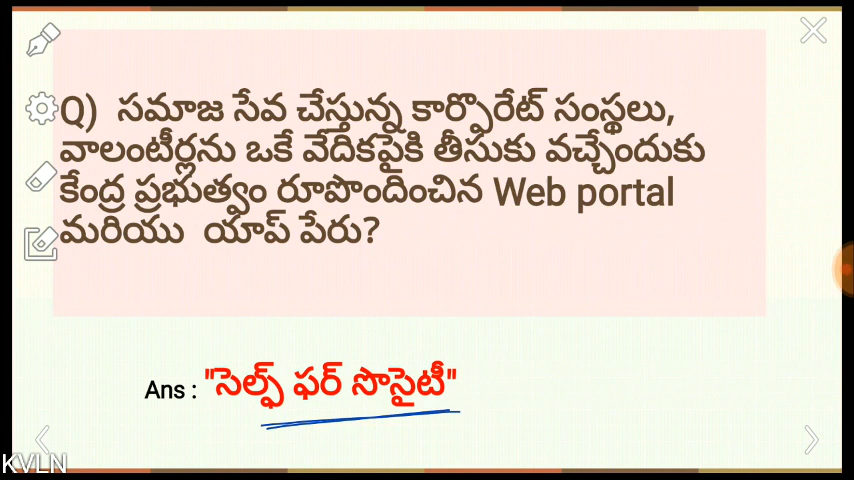 Q) సమాజ సేవ చేస్తున్న కార్పొరేట్ సంస్థలు,
వాలంటీర్లను ఒకే వేదికపైకి తీసుకు వచ్చేందుకు
కేంద్ర ప్రభుత్వం రూపొందించిన Web portal
మరియు యాప్ పేరు?
Ans : "సెల్ఫ్ ఫర్ సొసైటీ"
KVLN